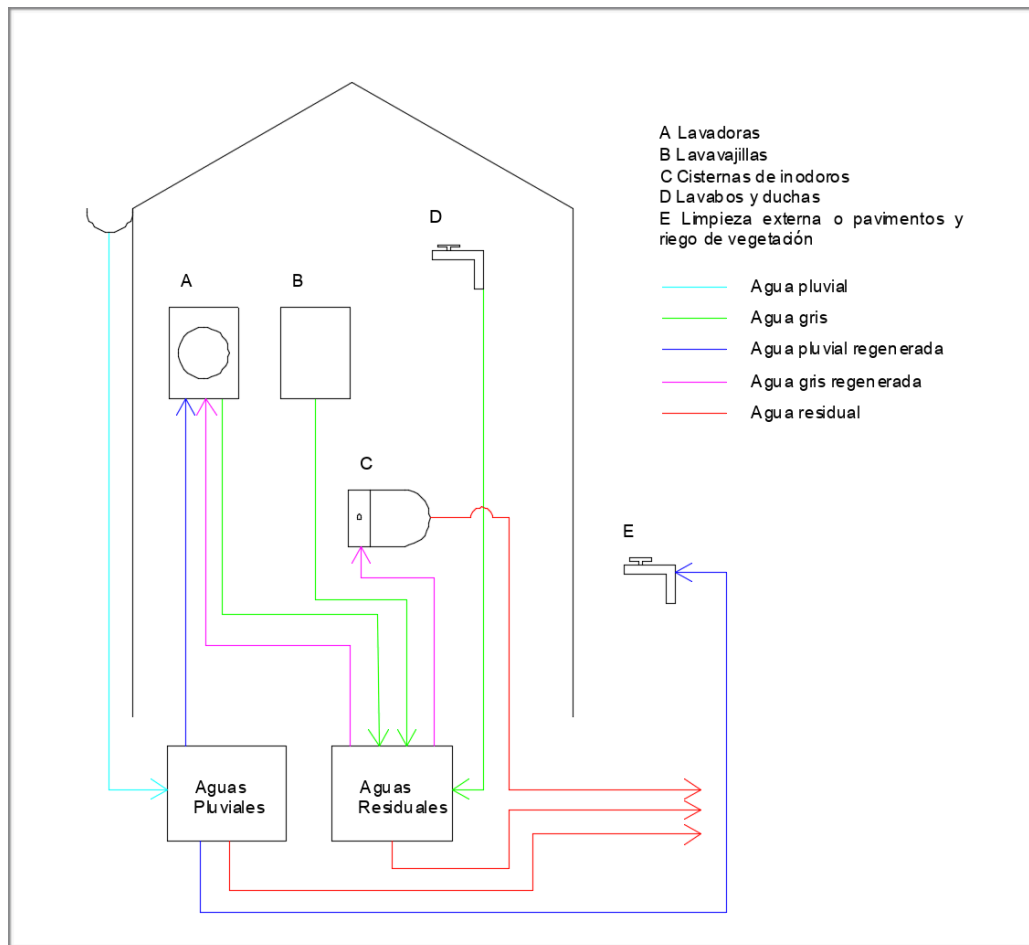 A Lavadoras
B Lavavajillas
C Cisternas de inodoros
D Lavabos y duchas
E Limpieza externa o pavimentos y
riego de vegetación
D
A
B
Agua pluvial
Agua gris
Agua pluvial regenerada
Agua gris regenerada
Agua residual
C
E
Aguas
Pluviales
Aguas
Residuales